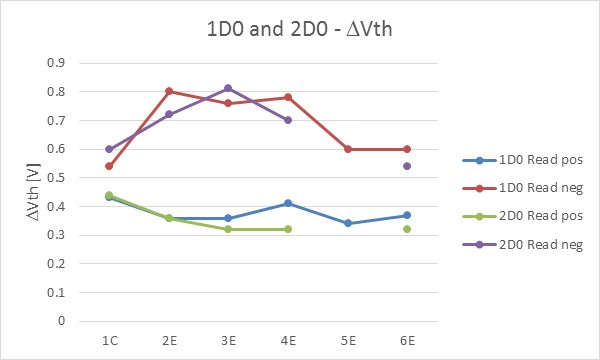 1D0 and 2D0 - ΔVth
0.9
0.8
0.7
0.6
0.5
0.4
0.3
0.2
0.1
0
ΔVth [V]
1C 2E 3E 4E 5E 6E
1D0 Read pos
1D0 Read neg
2D0 Read pos
2D0 Read neg